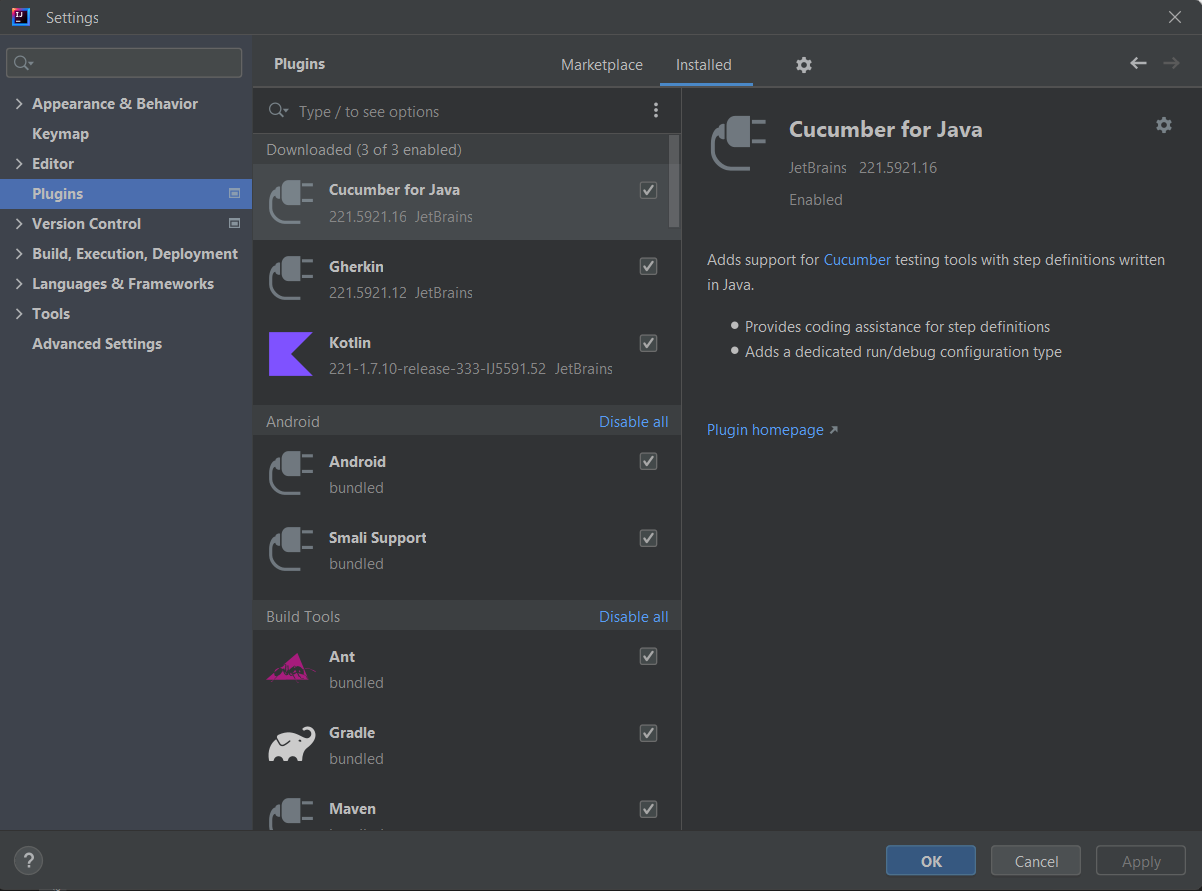 Settings
Appearance & Behavior
Keymap
Editor
Plugins
Version Control
Build, Execution, Deployment
Languages & Frameworks
Tools
Advanced Settings
Plugins
Marketplace
Installed
Type / to see options
Downloaded (3 of 3 enabled)
Cucumber for Java
221.5921.16 JetBrains
Gherkin
221.5921.12 JetBrains
Kotlin
221-1.7.10-release-333-IJ5591.52 JetBrains
Android Disable all
Android
bundled
Smali Support
bundled
Build Tools Disable all
Ant
bundled
Gradle
bundled
Maven
Cucumber for Java
JetBrains 221.5921.16
Enabled
Adds support for Cucumber testing tools with step definitions written
in Java.
Provides coding assistance for step definitions
Adds a dedicated run/debug configuration type
Plugin homepage
?
OK
Cancel
Apply